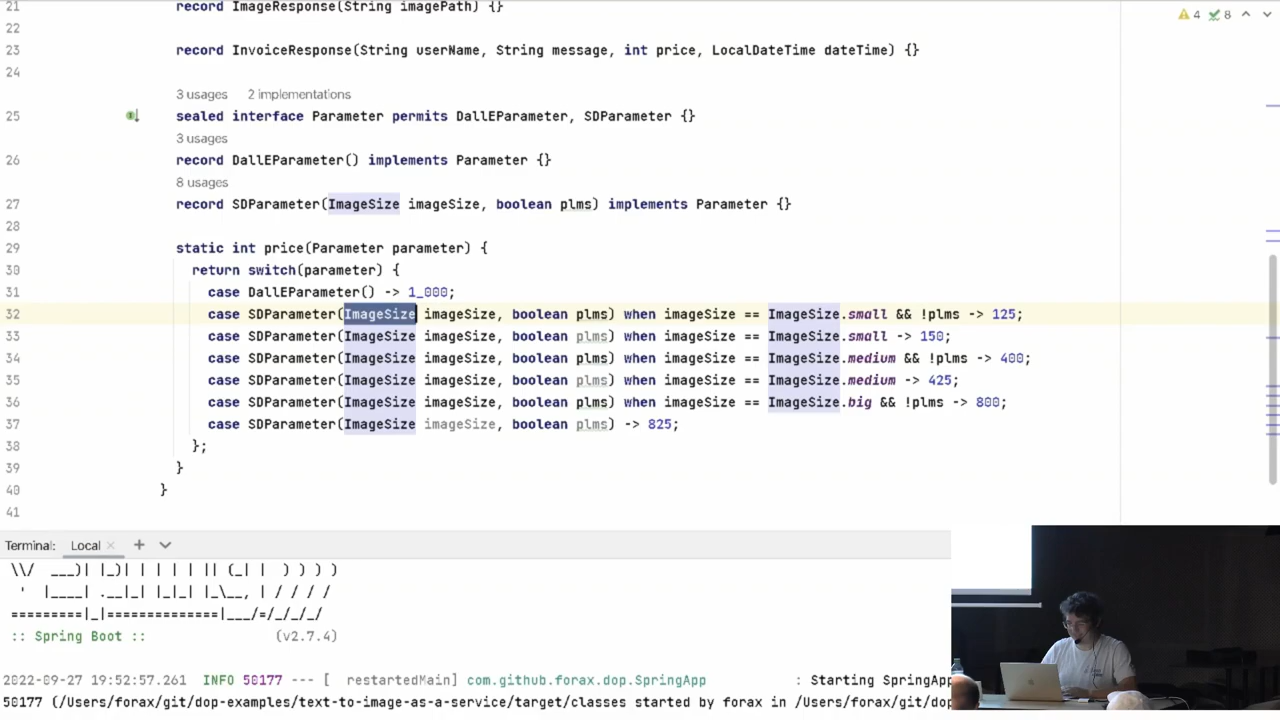 21 record ImageResponse(String imagePath) {}
22
4 8
23 record InvoiceResponse(String userName, String message, int price, LocalDateTime dateTime) {}
24
3 usages 2 implementations
25 sealed interface Parameter permits DallEParameter, SDParameter {}
3 usages
26 record DallEParameter() implements Parameter {}
8 usages
27 record SDParameter(ImageSize imageSize, boolean plms) implements Parameter {}
28
29 static int price(Parameter parameter) {
30 return switch(parameter) {
31 case DallEParameter() -> 1_000;
32 case SDParameter(ImageSize imageSize, boolean plms) when imageSize == ImageSize.small && !plms -> 125;
33 case SDParameter(ImageSize imageSize, boolean plms) when imageSize == ImageSize.small -> 150;
34 case SDParameter(ImageSize imageSize, boolean plms) when imageSize == ImageSize.medium && !plms -> 400;
35 case SDParameter(ImageSize imageSize, boolean plms) when imageSize == ImageSize.medium -> 425;
36 case SDParameter(ImageSize imageSize, boolean plms) when imageSize == ImageSize.big && !plms -> 800;
37 case SDParameter(ImageSize imageSize, boolean plms) -> 825;
38 };
39 }
40 }
41
Terminal: Local × +
\\/  ___)| |_)| | | | | || (_| |  ) ) ) )
'  |____| .__|_| |_|_| |_\__, | / / / /
=========|_|==============|___/=/_/_/_/
:: Spring Boot :: (v2.7.4)
2022-09-27 19:52:57.261 INFO 50177 --- [ restartedMain] com.github.forax.dop.SpringApp : Starting SpringApp
50177 (/Users/forax/git/dop-examples/text-to-image-as-a-service/target/classes started by forax in /Users/forax/git/dop